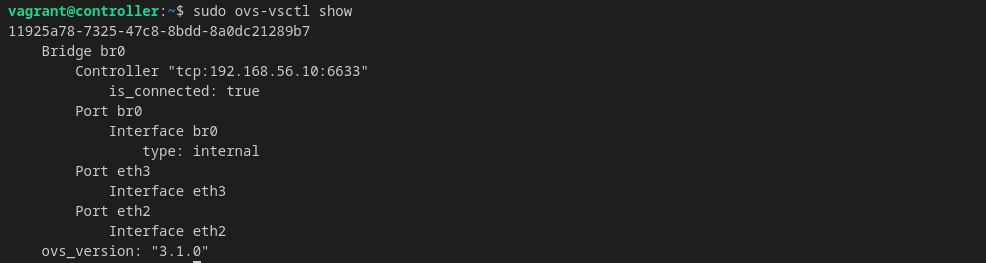 vagrant@controller:~$ sudo ovs-vsctl show
11925a78-7325-47c8-8bdd-8a0dc21289b7
    Bridge br0
        Controller "tcp:192.168.56.10:6633"
            is_connected: true
        Port br0
            Interface br0
                type: internal
        Port eth3
            Interface eth3
        Port eth2
            Interface eth2
    ovs_version: "3.1.0"